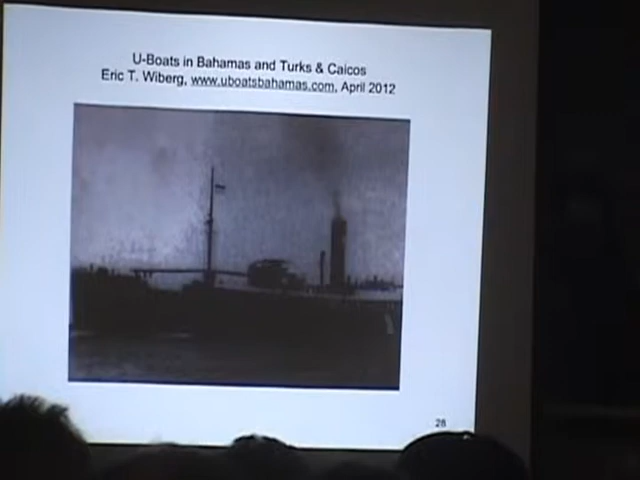 U-Boats in Bahamas and Turks & Caicos
Eric T. Wiberg, www.uboatsbahamas.com, April 2012
28